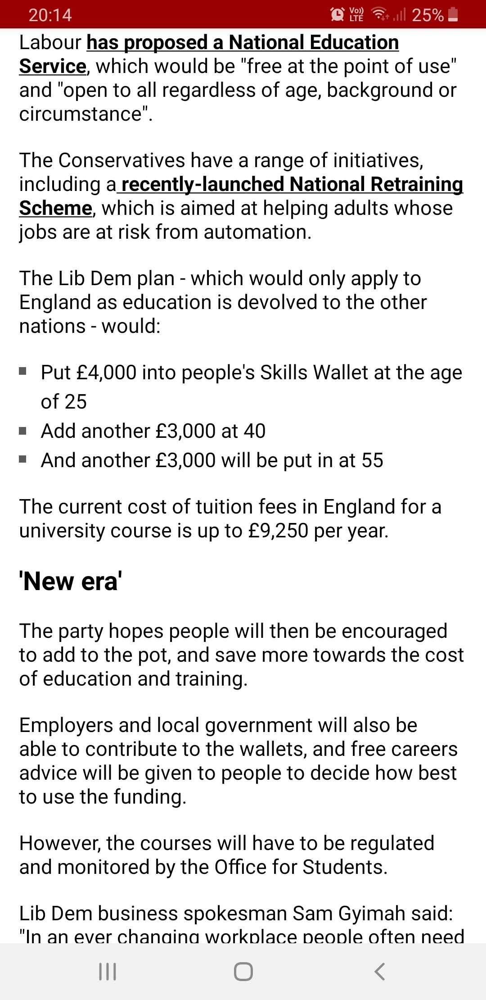 20:14
Vo)) LTE
25%
Labour has proposed a National Education
Service, which would be "free at the point of use"
and "open to all regardless of age, background or
circumstance".
The Conservatives have a range of initiatives,
including a recently-launched National Retraining
Scheme, which is aimed at helping adults whose
jobs are at risk from automation.
The Lib Dem plan - which would only apply to
England as education is devolved to the other
nations - would:
Put £4,000 into people's Skills Wallet at the age
of 25
Add another £3,000 at 40
And another £3,000 will be put in at 55
The current cost of tuition fees in England for a
university course is up to £9,250 per year.
'New era'
The party hopes people will then be encouraged
to add to the pot, and save more towards the cost
of education and training.
Employers and local government will also be
able to contribute to the wallets, and free careers
advice will be given to people to decide how best
to use the funding.
However, the courses will have to be regulated
and monitored by the Office for Students.
Lib Dem business spokesman Sam Gyimah said:
"In an ever changing workplace people often need